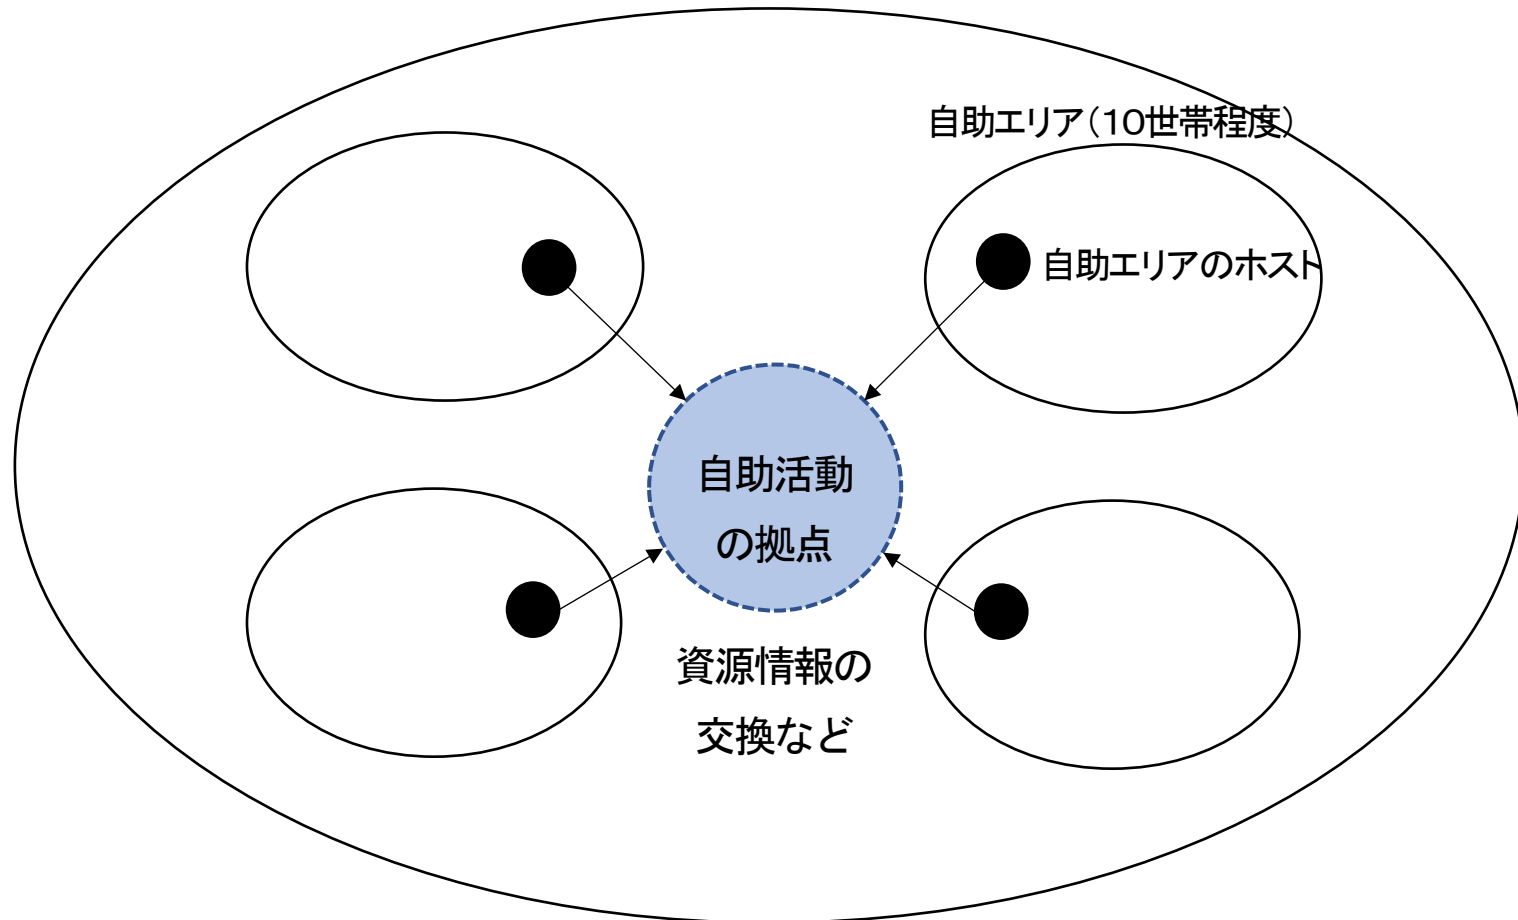 自助エリア（10世帯程度）
自助エリアのホスト
自助活動
の拠点
資源情報の
交換など